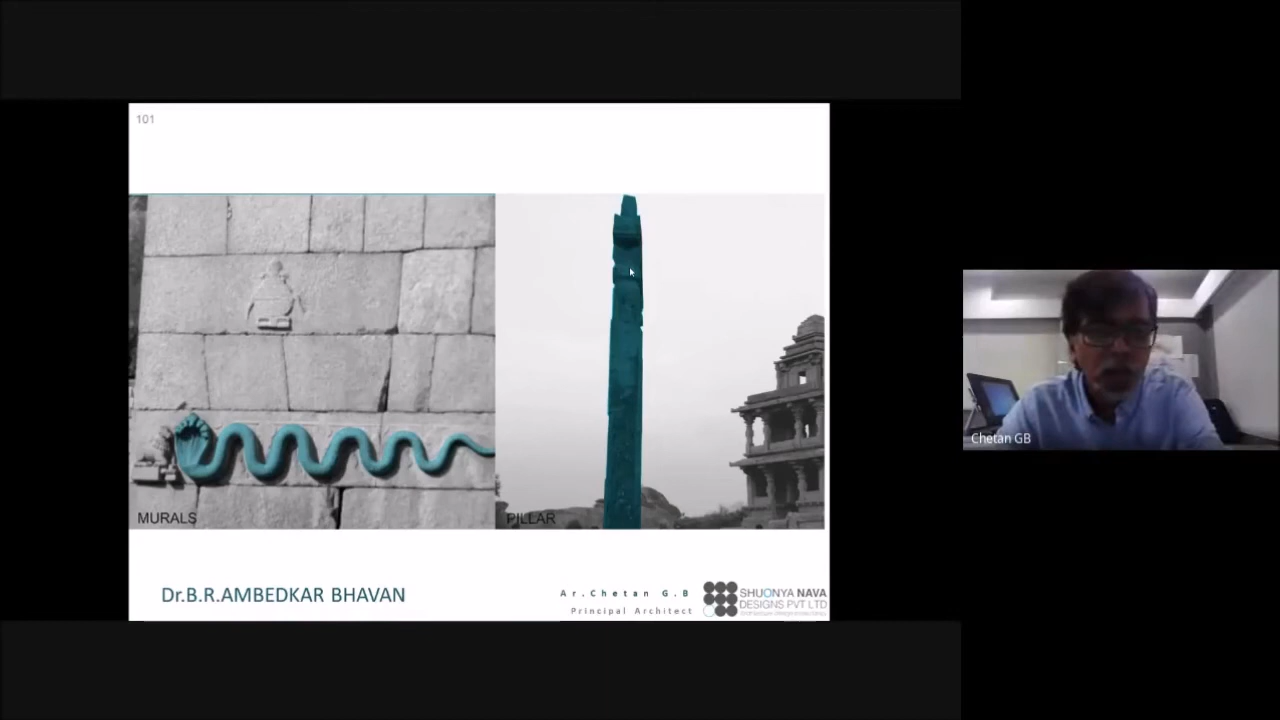 101
MURALS
PILLAR
Dr.B.R.AMBEDKAR BHAVAN
Ar.Chetan G.B
Principal Architect
SHUONYA NAVA
DESIGNS PVT LTD
Chetan GB